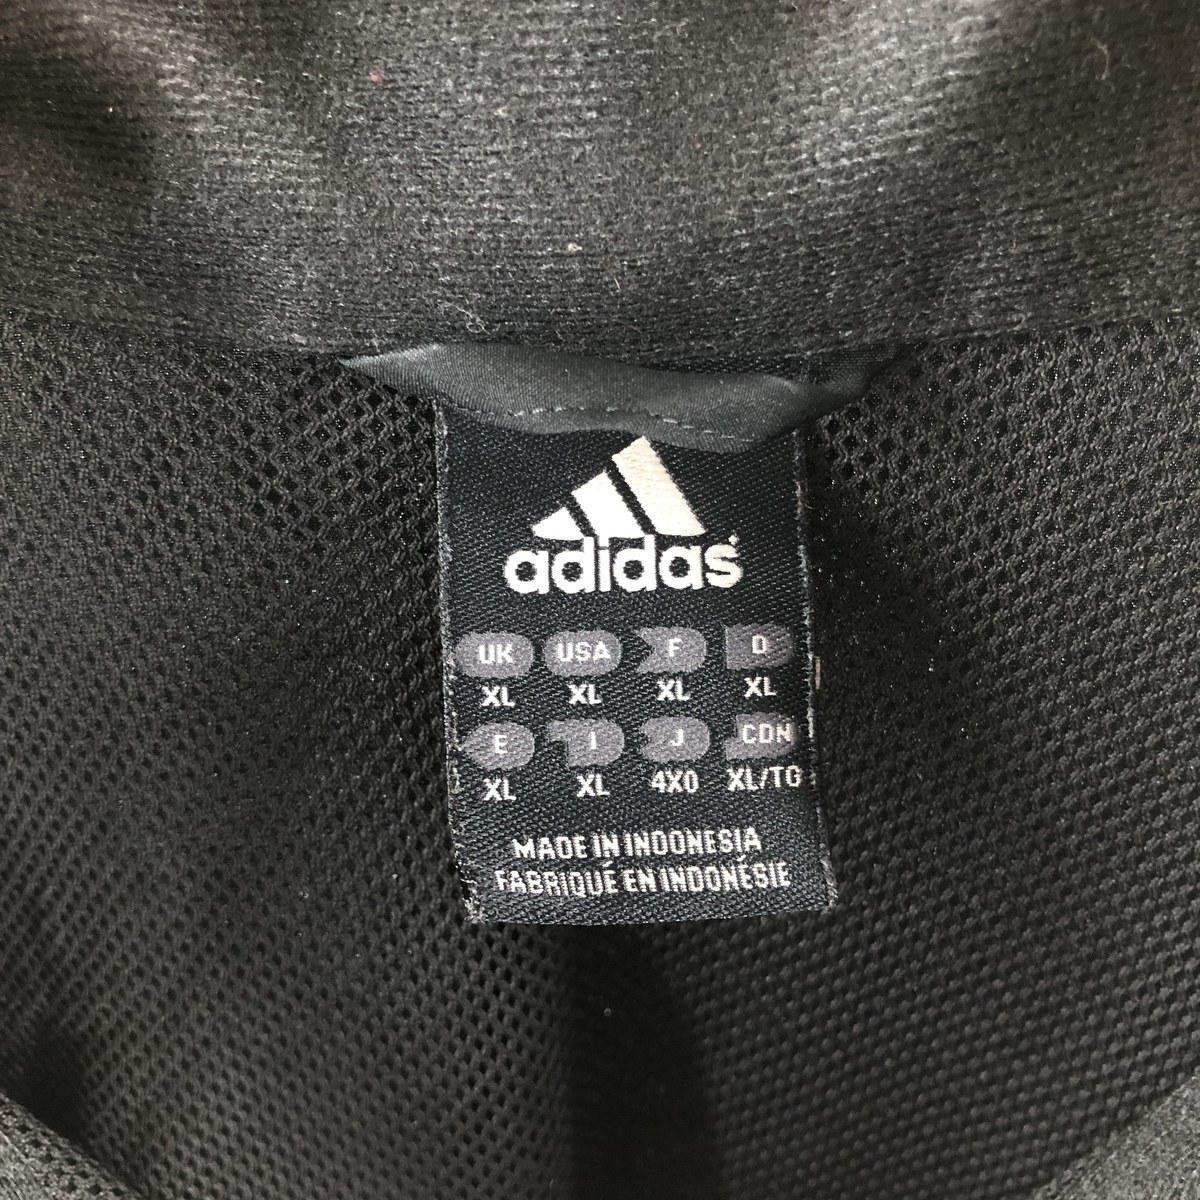 adidas
UK USA F D
XL XL XL XL
E I J CDN
XL XL 4XO XL/TG
MADE IN INDONESIA
FABRIQUÉ EN INDONÉSIE